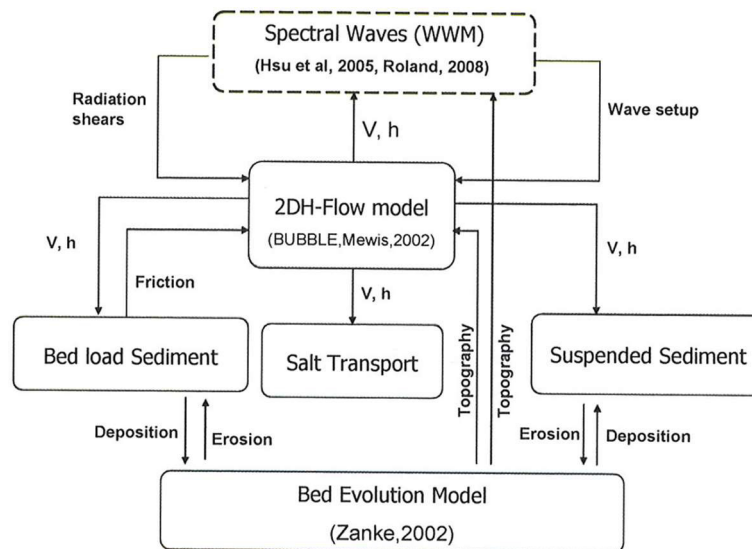 Spectral Waves (WWM)
(Hsu et al, 2005, Roland, 2008)
Radiation
shears
Wave setup
V, h
2DH-Flow model
(BUBBLE,Mewis,2002)
V, h
V, h
Friction
V, h
Bed load Sediment
Salt Transport
Topography
Topography
Suspended Sediment
Deposition
Erosion
Erosion
Deposition
Bed Evolution Model
(Zanke,2002)